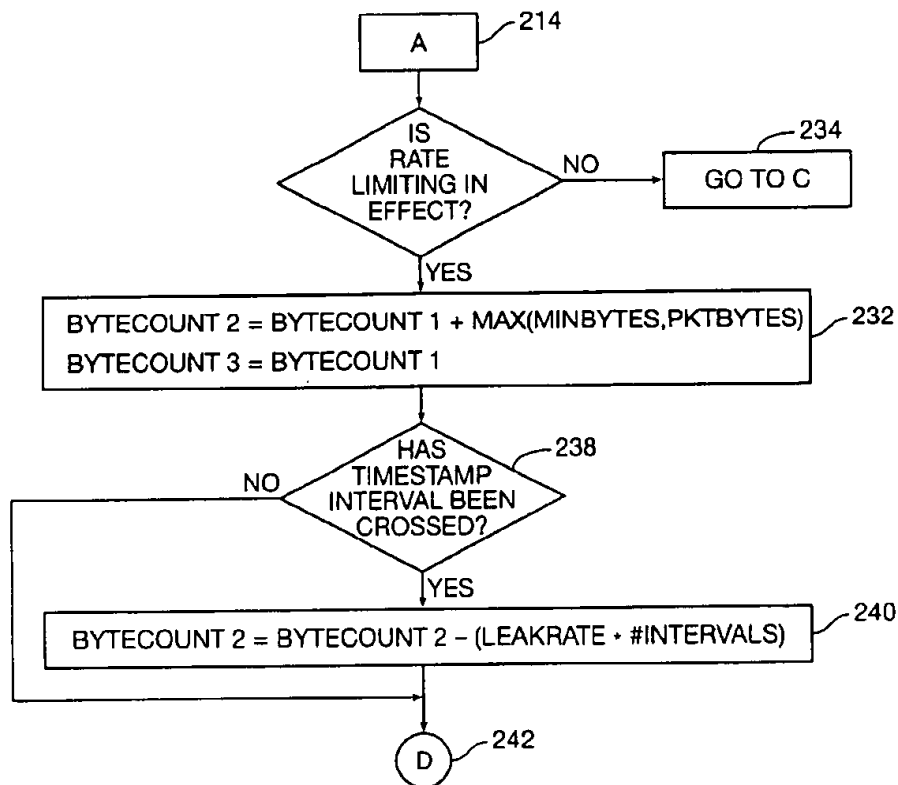 A
214
IS
RATE
LIMITING IN
EFFECT?
NO
234
GO TO C
YES
BYTECOUNT 2 = BYTECOUNT 1 + MAX(MINBYTES,PKTBYTES)
BYTECOUNT 3 = BYTECOUNT 1
232
HAS
TIMESTAMP
INTERVAL BEEN
CROSSED?
238
NO
YES
BYTECOUNT 2 = BYTECOUNT 2 - (LEAKRATE * #INTERVALS)
240
D
242